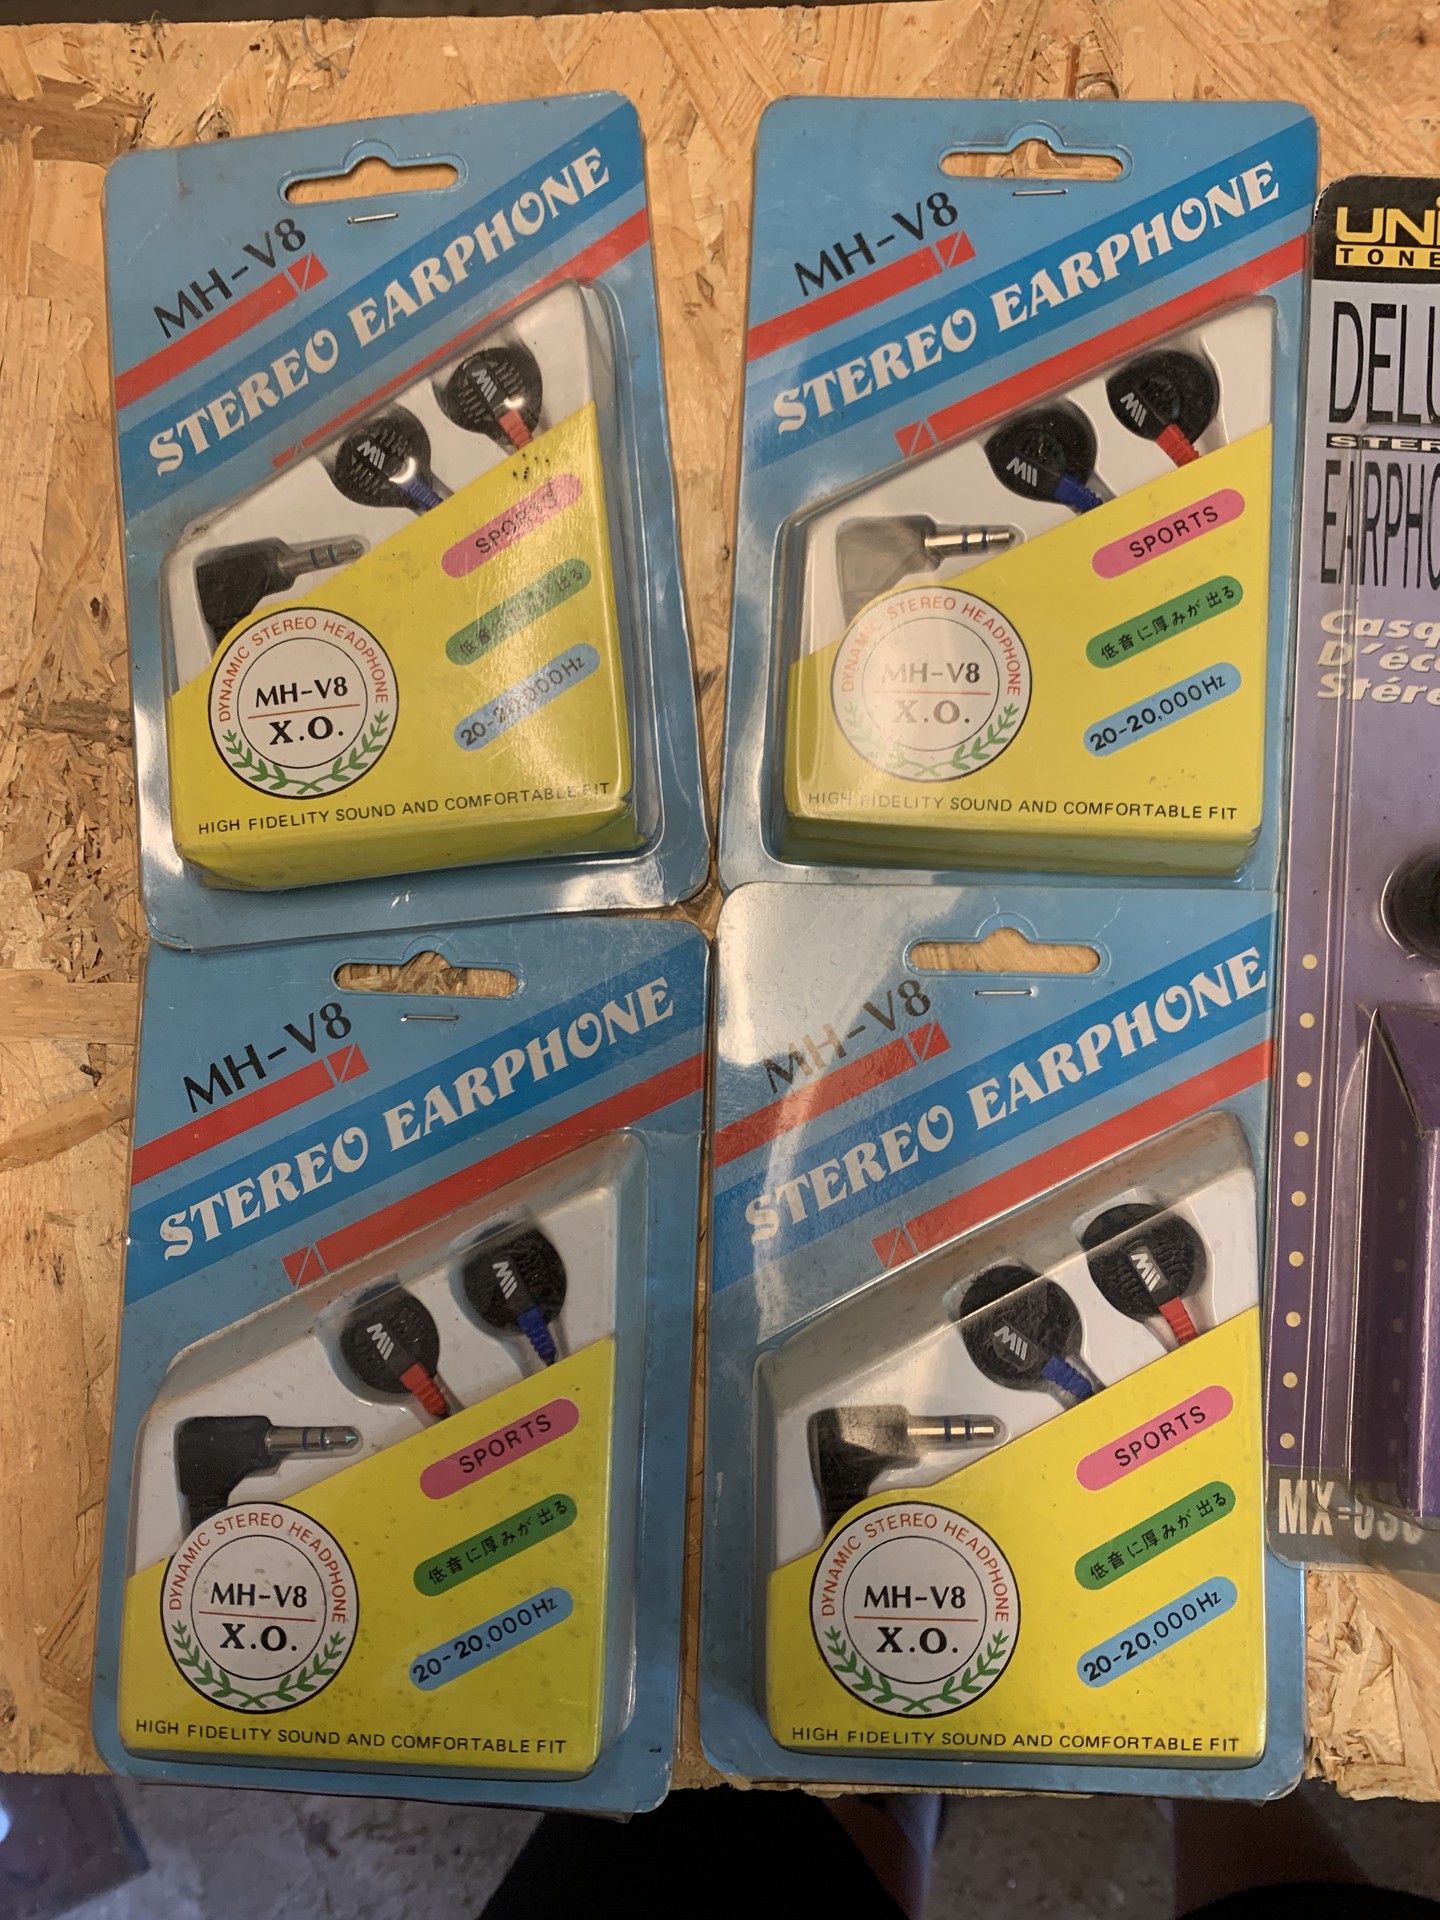 MH-V8
STEREO EARPHONE
SPORTS
低音に厚みが出る
20-20,000Hz
DYNAMIC STEREO HEADPHONE
MH-V8
X.O.
HIGH FIDELITY SOUND AND COMFORTABLE FIT
MH-V8
STEREO EARPHONE
SPORTS
低音に厚みが出る
20-20,000Hz
DYNAMIC STEREO HEADPHONE
MH-V8
X.O.
HIGH FIDELITY SOUND AND COMFORTABLE FIT
TONE
MH-V8
STEREO EARPHONE
SPORTS
低音に厚みが出る
20-20,000Hz
DYNAMIC STEREO HEADPHONE
MH-V8
X.O.
HIGH FIDELITY SOUND AND COMFORTABLE FIT
MH-V8
STEREO EARPHONE
SPORTS
低音に厚みが出る
20-20,000Hz
DYNAMIC STEREO HEADPHONE
MH-V8
X.O.
HIGH FIDELITY SOUND AND COMFORTABLE FIT